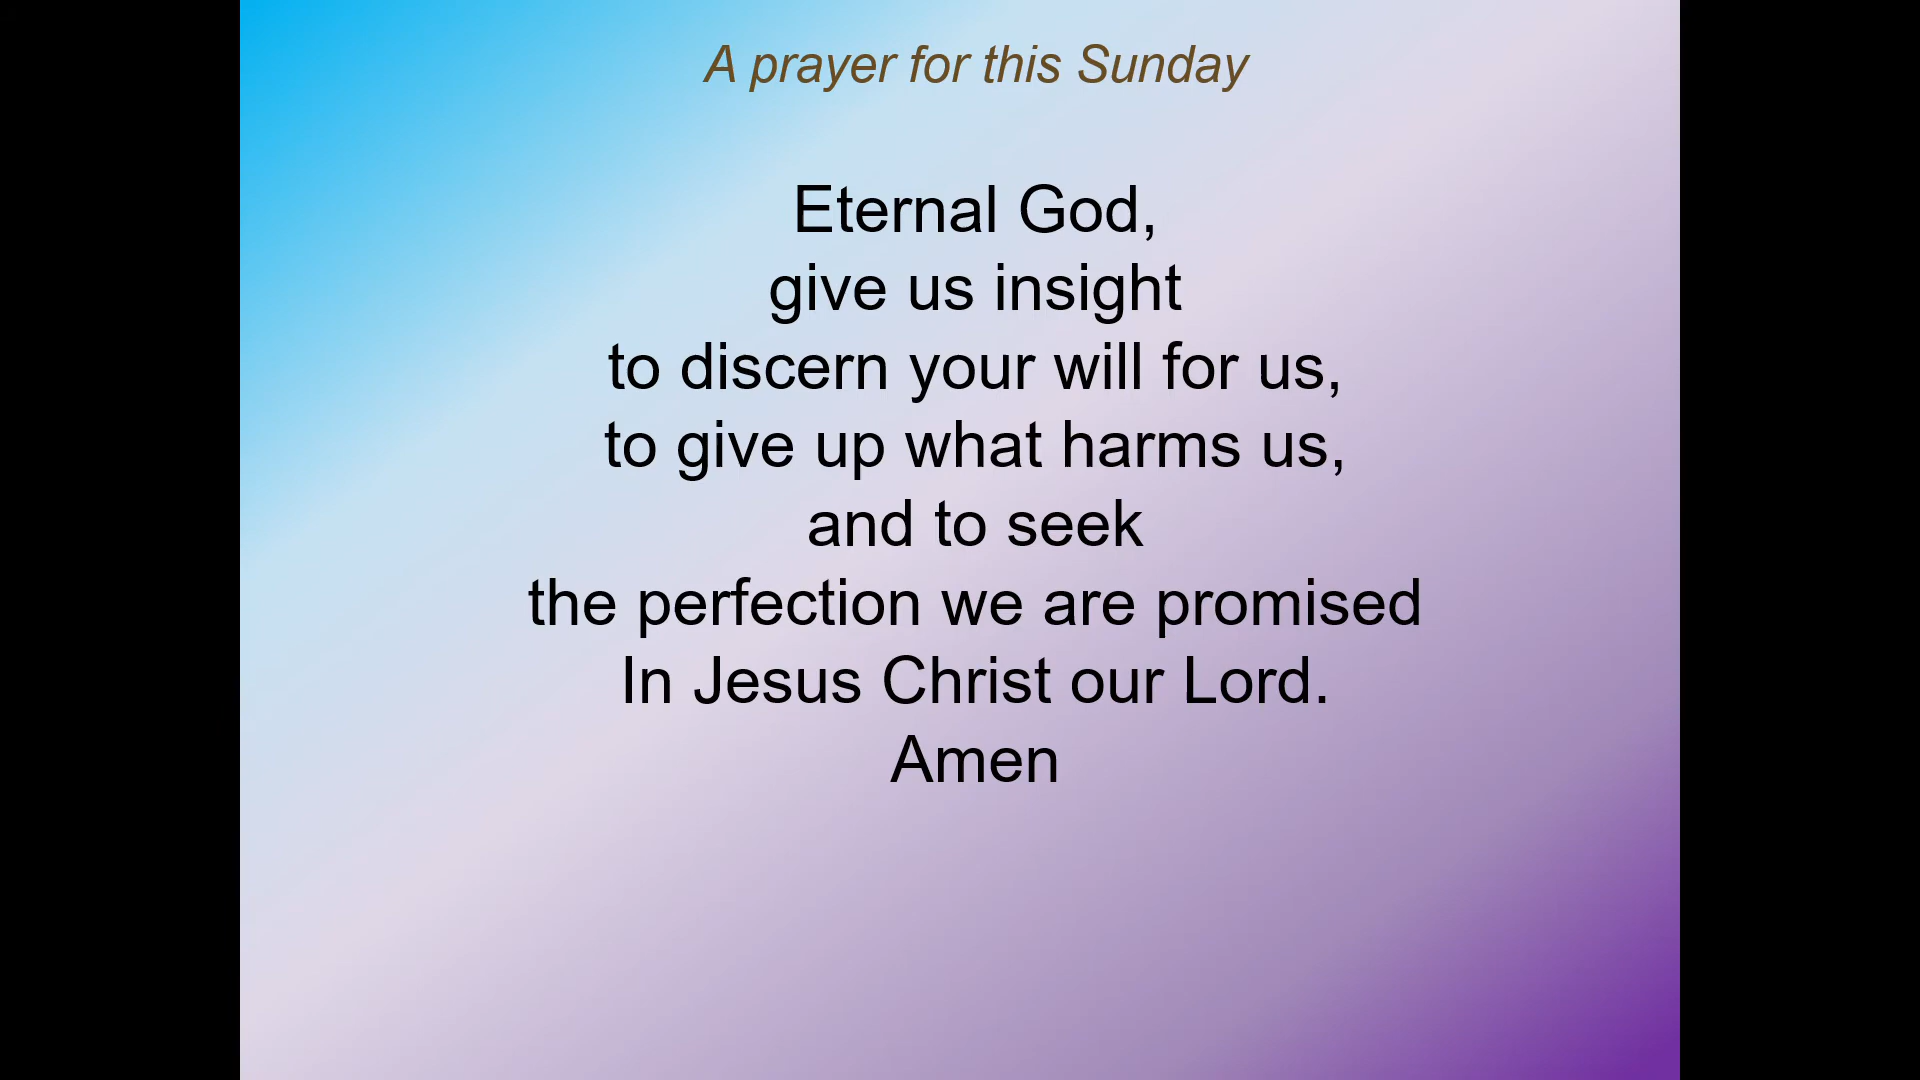 A prayer for this Sunday
Eternal God,
give us insight
to discern your will for us,
to give up what harms us,
and to seek
the perfection we are promised
In Jesus Christ our Lord.
Amen